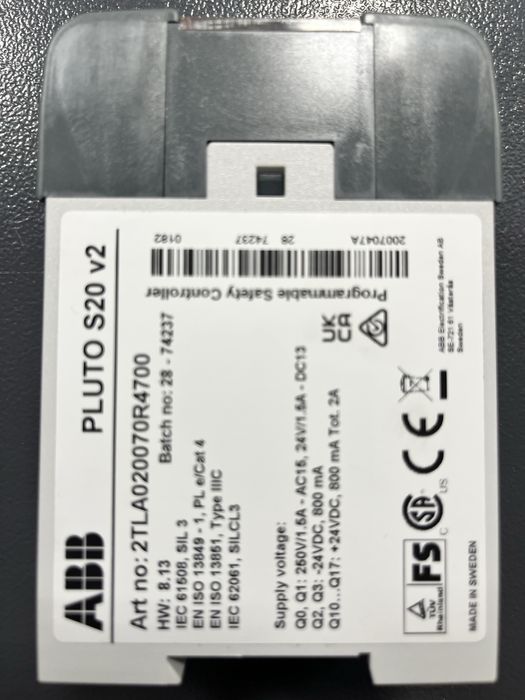 ABB
PLUTO S20 v2
Art no: 2TLA020070R4700
HW: 8.13
Batch no: 28 - 74237
IEC 61508, SIL 3
EN ISO 13849 - 1, PL e/Cat 4
EN ISO 13851, Type IIIC
IEC 62061, SILCL3
Supply voltage:
Q0, Q1: 250V/1.5A - AC15, 24V/1.5A - DC13
Q2, Q3: -24VDC, 800 mA
Q10...Q17: +24VDC, 800 mA Tot. 2A
Programmable Safety Controller
2007047A 28 74237 0182
UK
CA
TÜV
Rheinland
FS
C SA US
CE
MADE IN SWEDEN
ABB Electrification Sweden AB
SE-721 61 Västerås
Sweden